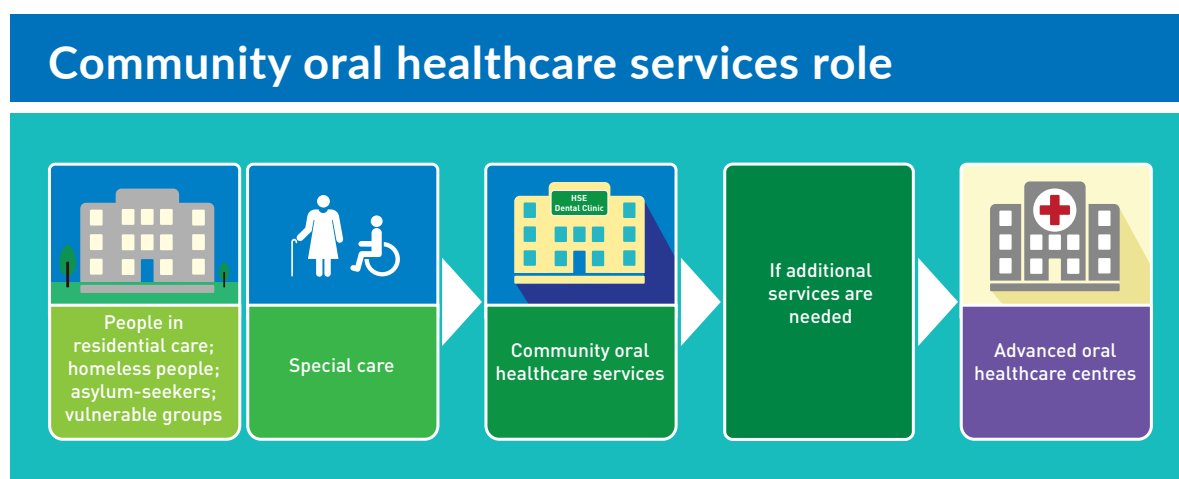 Community oral healthcare services role
People in
residential care;
homeless people;
asylum-seekers;
vulnerable groups
Special care
HSE
Dental Clinic
Community oral
healthcare services
If additional
services are
needed
Advanced oral
healthcare centres